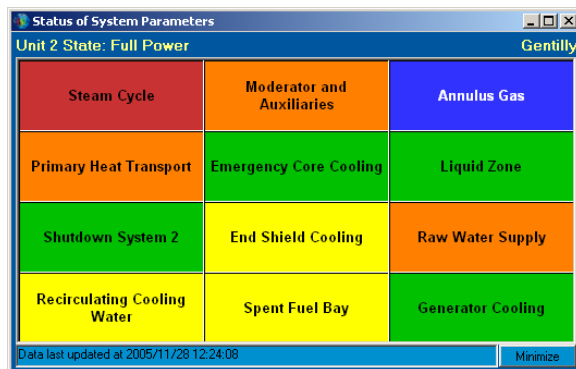 Status of System Parameters
Unit 2 State: Full Power Gentilly
Steam Cycle
Moderator and
Auxiliaries
Annulus Gas
Primary Heat Transport
Emergency Core Cooling
Liquid Zone
Shutdown System 2
End Shield Cooling
Raw Water Supply
Recirculating Cooling
Water
Spent Fuel Bay
Generator Cooling
Data last updated at 2005/11/28 12:24:08
Minimize